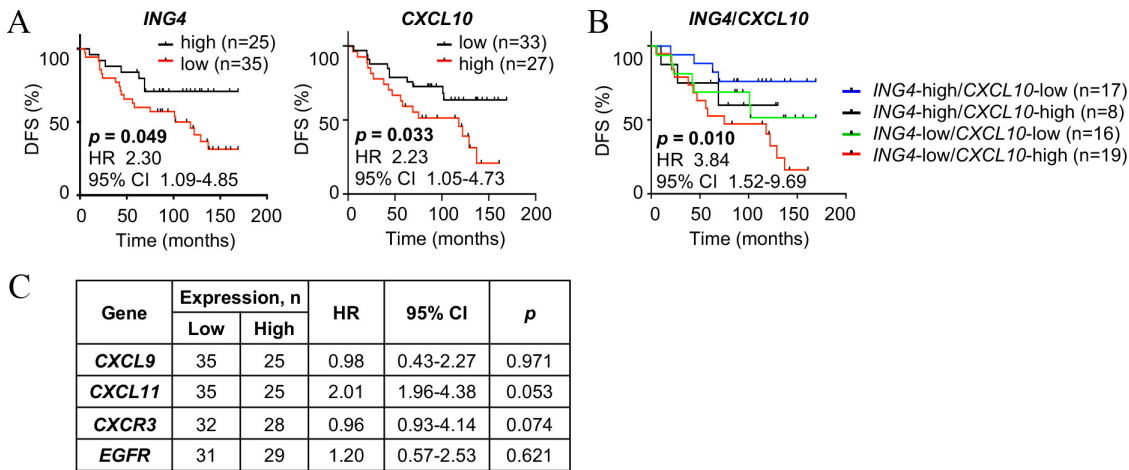 A
ING4
high (n=25)
low (n=35)
DFS (%)
100
50
0
p = 0.049
HR 2.30
95% CI 1.09-4.85
0 50 100 150 200
Time (months)
CXCL10
low (n=33)
high (n=27)
DFS (%)
100
50
0
p = 0.033
HR 2.23
95% CI 1.05-4.73
0 50 100 150 200
Time (months)
B
ING4/CXCL10
DFS (%)
100
50
0
p = 0.010
HR 3.84
95% CI 1.52-9.69
0 50 100 150 200
Time (months)
ING4-high/CXCL10-low (n=17)
ING4-high/CXCL10-high (n=8)
ING4-low/CXCL10-low (n=16)
ING4-low/CXCL10-high (n=19)
C
Gene Expression, n HR 95% CI p
Low High
CXCL9 35 25 0.98 0.43-2.27 0.971
CXCL11 35 25 2.01 1.96-4.38 0.053
CXCR3 32 28 0.96 0.93-4.14 0.074
EGFR 31 29 1.20 0.57-2.53 0.621